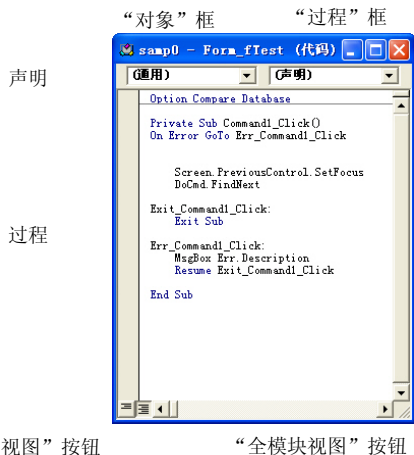 “对象”框 “过程”框
samp0 - Form_fTest (代码)
(通用) (声明)
声明
Option Compare Database
Private Sub Command1_Click()
On Error GoTo Err_Command1_Click
Screen.PreviousControl.SetFocus
DoCmd.FindNext
过程
Exit_Command1_Click:
Exit Sub
Err_Command1_Click:
MsgBox Err.Description
Resume Exit_Command1_Click
End Sub
视图”按钮 “全模块视图”按钮